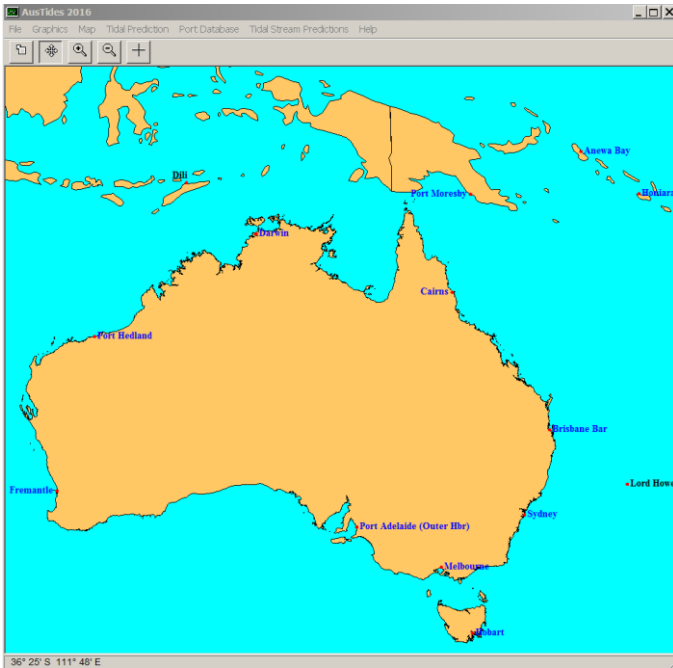 AusTides 2016
File Graphics Map Tidal Prediction Port Database Tidal Stream Predictions Help
Anewa Bay
Dili
Port Moresby
Honiara
Darwin
Cairns
Port Hedland
Brisbane Bar
Lord Howe
Fremantle
Sydney
Port Adelaide (Outer Hbr)
Melbourne
Hobart
36° 25' S 111° 48' E